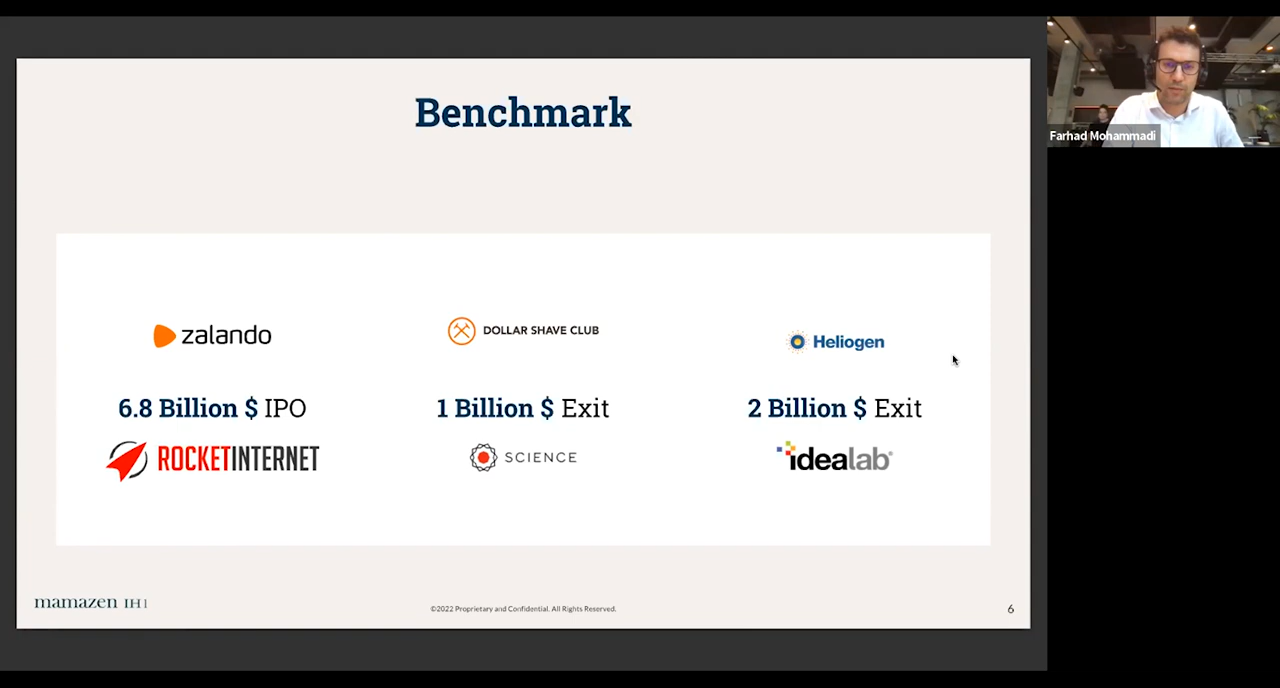 Benchmark
zalando
DOLLAR SHAVE CLUB
Heliogen
6.8 Billion $ IPO
1 Billion $ Exit
2 Billion $ Exit
ROCKETINTERNET
SCIENCE
idealab
mamazen
©2022 Proprietary and Confidential. All Rights Reserved.
6
Farhad Mohammadi